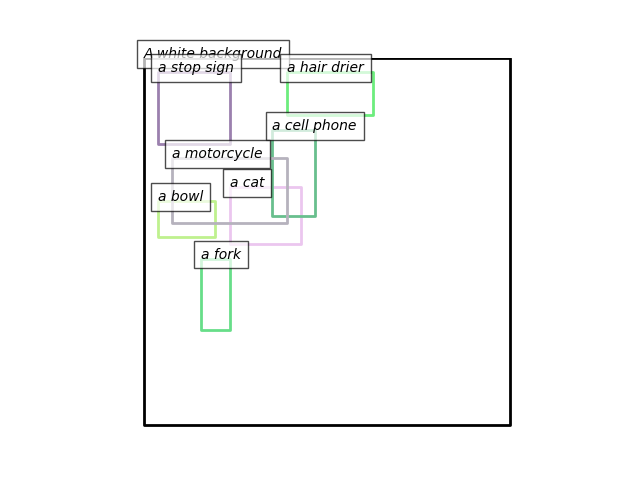 A white background
a stop sign
a hair drier
a cell phone
a motorcycle
a cat
a bowl
a fork